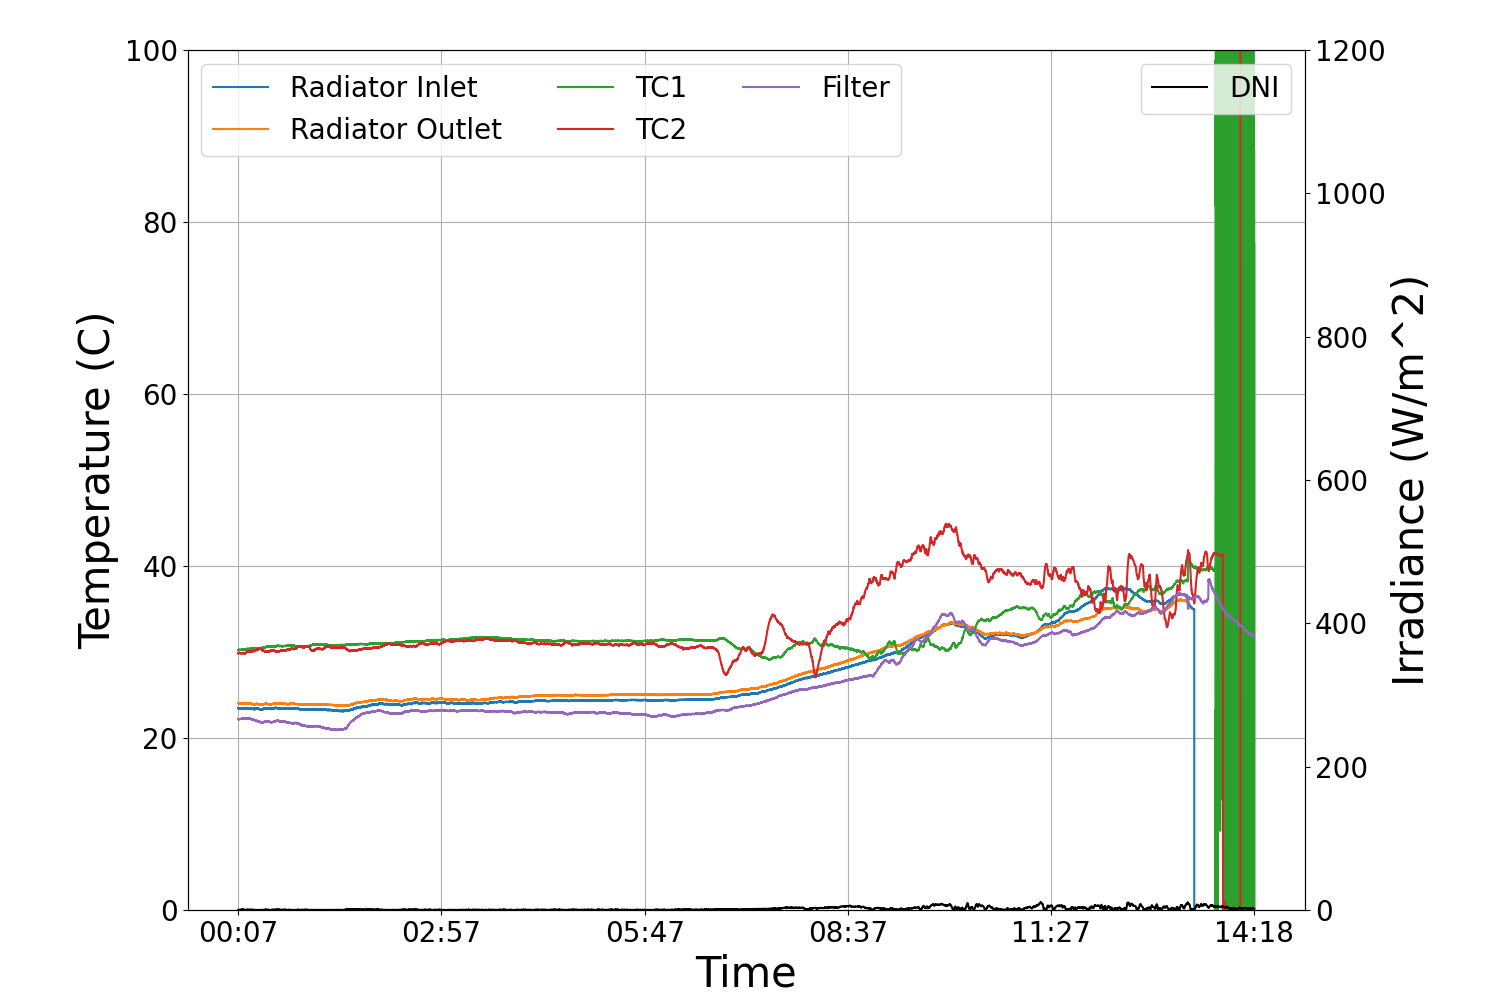 100
80
60
40
20
0
Temperature (C)
Radiator Inlet
Radiator Outlet
TC1
TC2
Filter
DNI
1200
1000
800
600
400
200
0
Irradiance (W/m^2)
00:07 02:57 05:47 08:37 11:27 14:18
Time